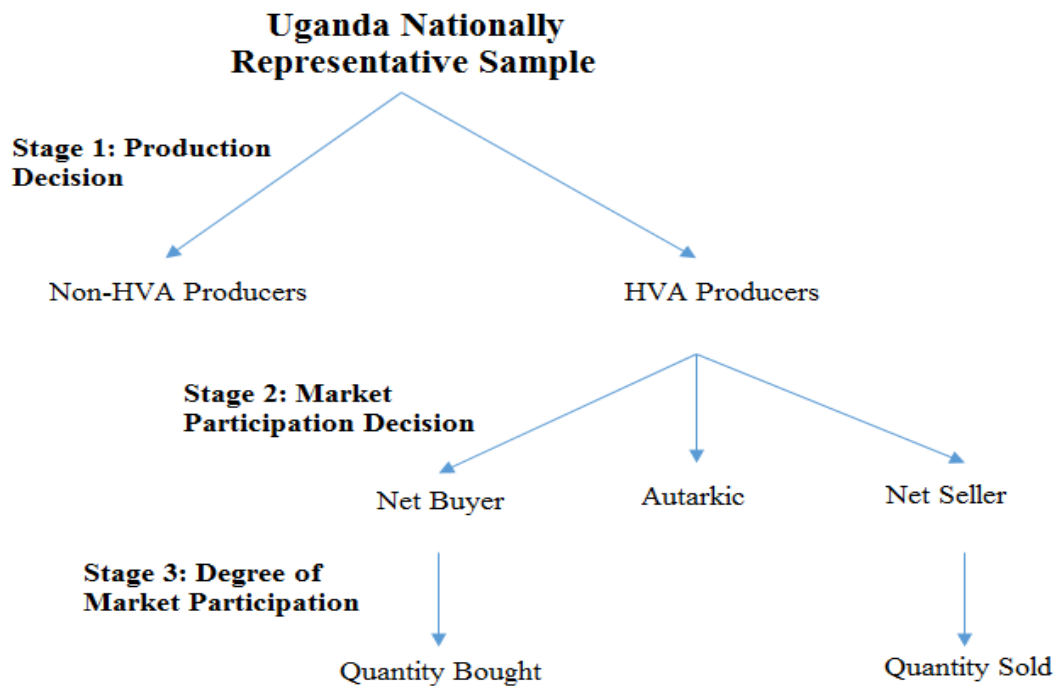 Uganda Nationally
Representative Sample
Stage 1: Production
Decision
Non-HVA Producers
HVA Producers
Stage 2: Market
Participation Decision
Net Buyer
Autarkic
Net Seller
Stage 3: Degree of
Market Participation
Quantity Bought
Quantity Sold